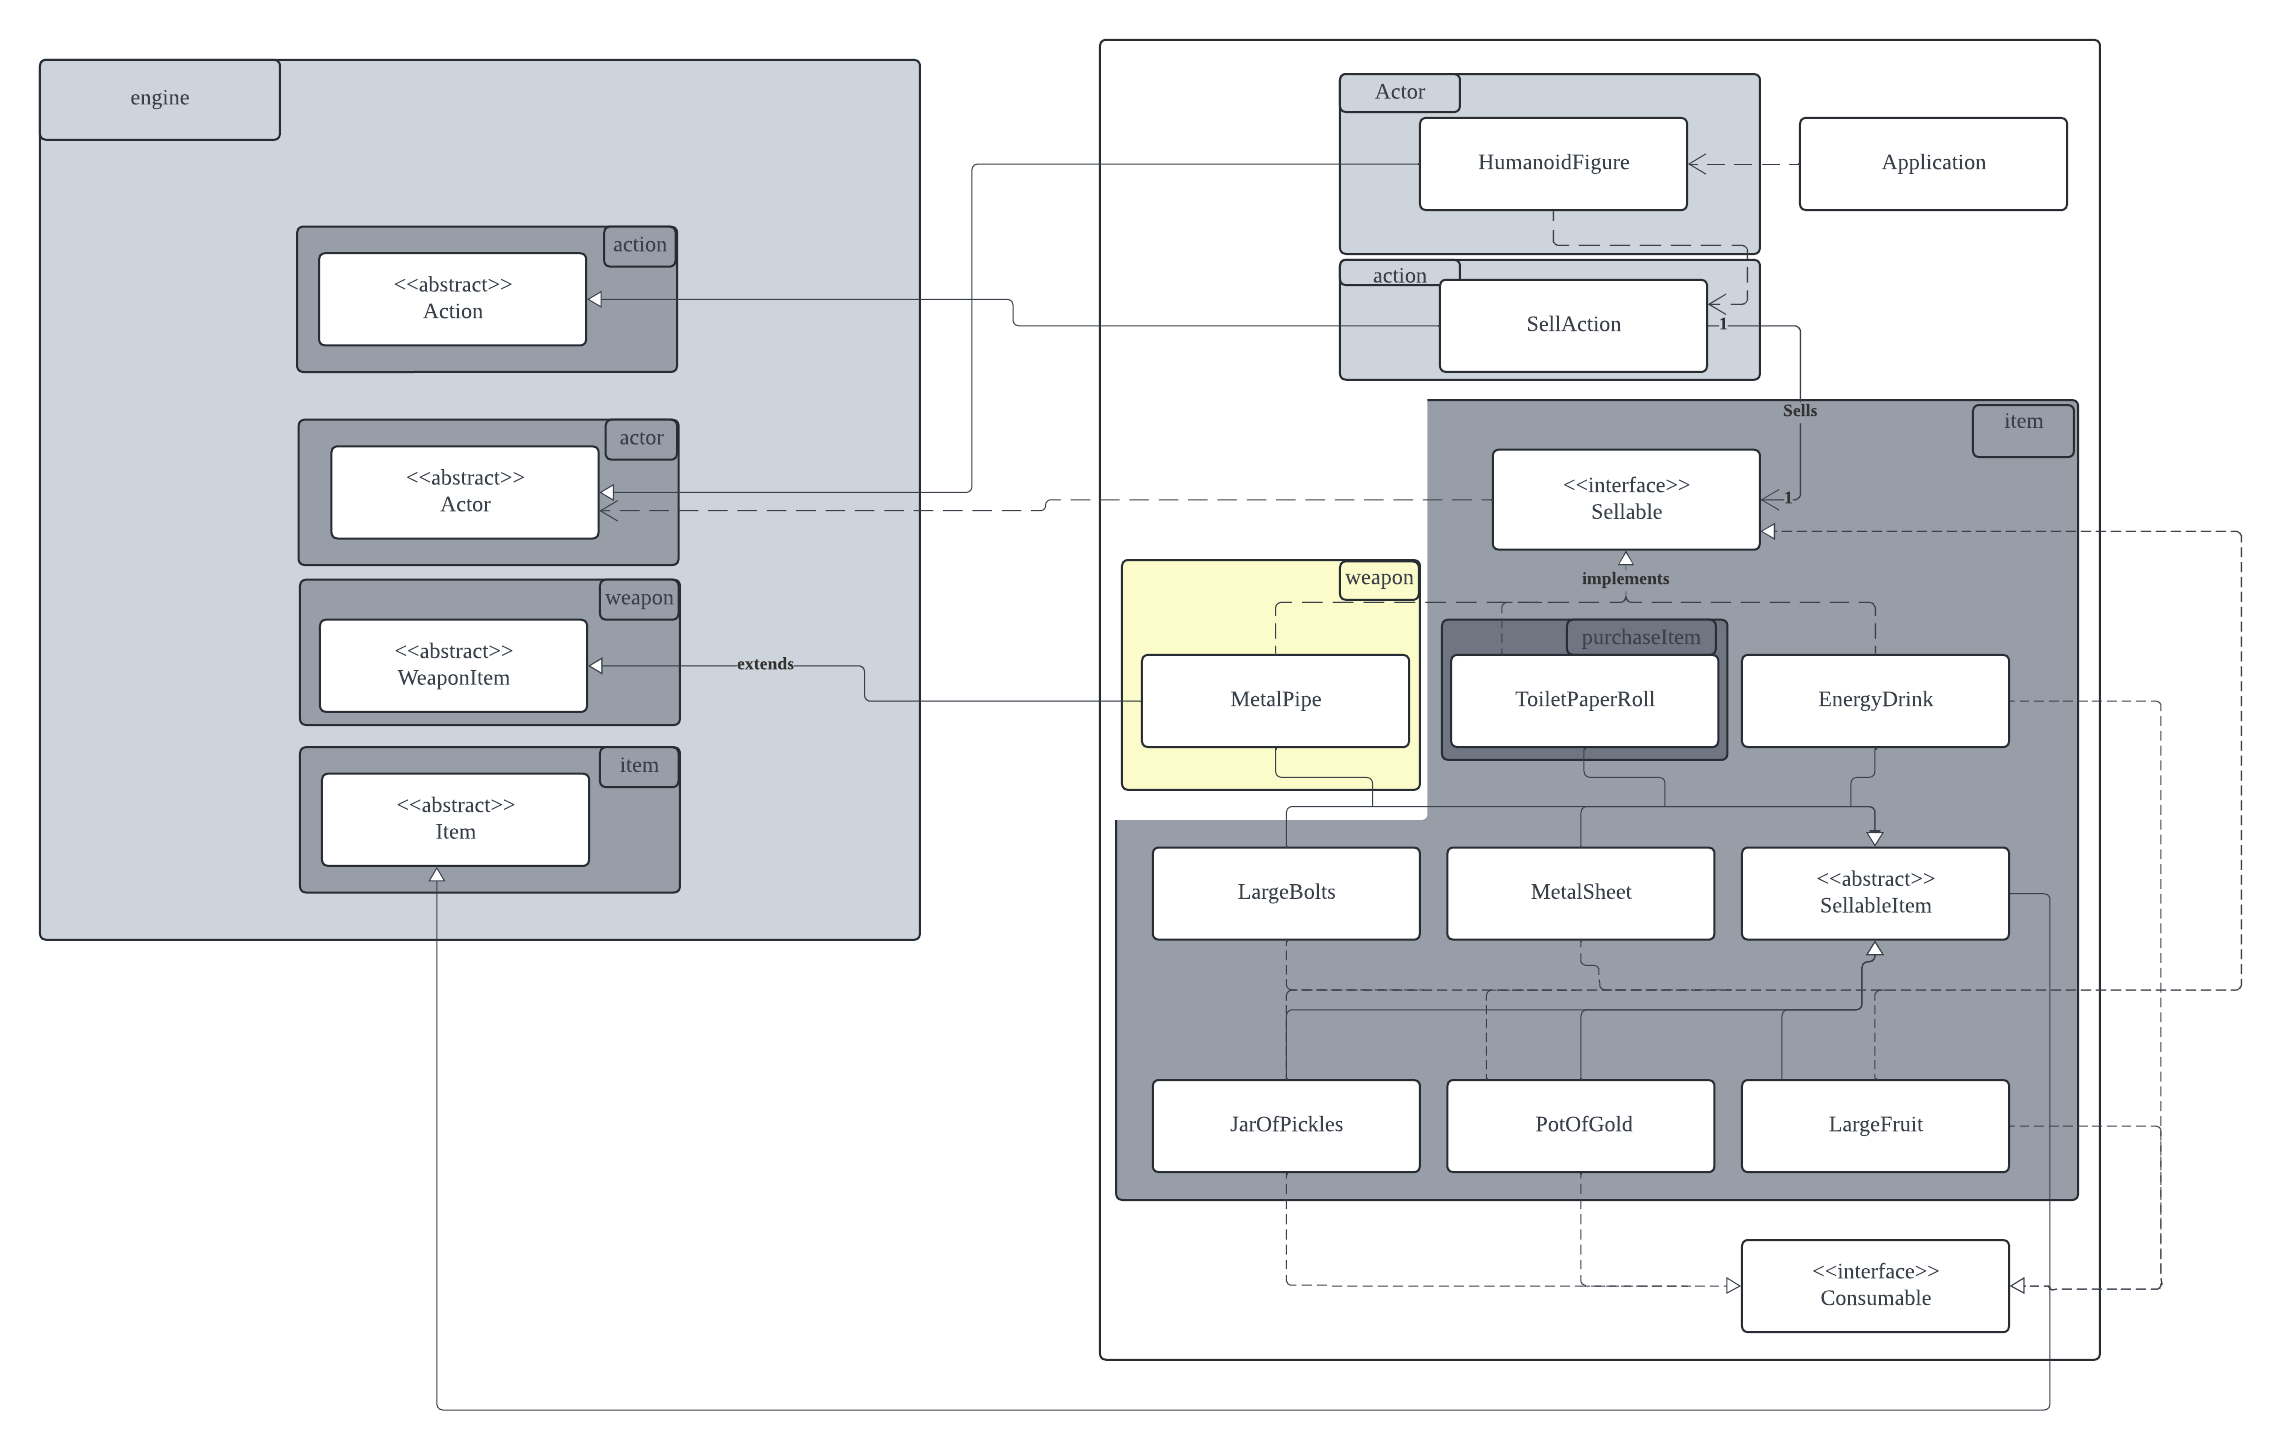 engine
action
<<abstract>>
Action
actor
<<abstract>>
Actor
weapon
<<abstract>>
WeaponItem
item
<<abstract>>
Item
extends
Actor
HumanoidFigure
Application
action
SellAction
1
Sells
item
<<interface>>
Sellable
1
implements
weapon
MetalPipe
purchaseItem
ToiletPaperRoll
EnergyDrink
LargeBolts
MetalSheet
<<abstract>>
SellableItem
JarOfPickles
PotOfGold
LargeFruit
<<interface>>
Consumable